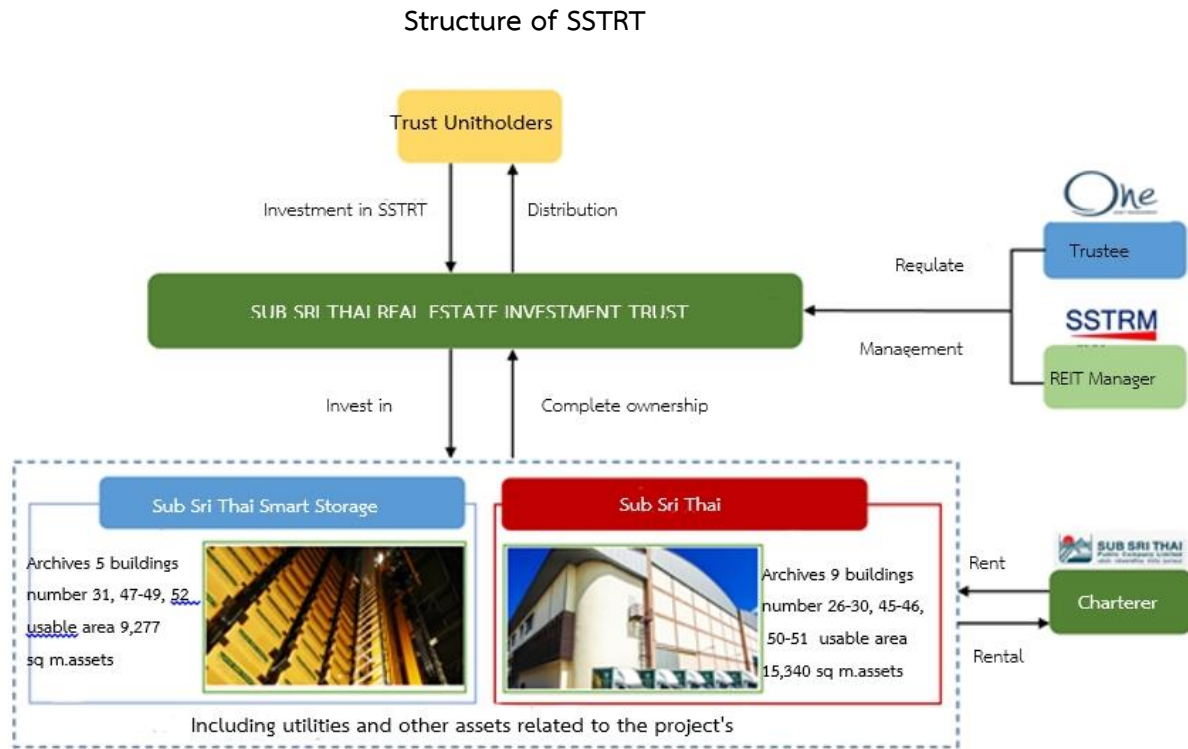 Structure of SSTRT
Trust Unitholders
Investment in SSTRT
Distribution
One
Trustee
Regulate
SUB SRI THAI REAL ESTATE INVESTMENT TRUST
SSTRM
Management
REIT Manager
Invest in
Complete ownership
Sub Sri Thai Smart Storage
Archives 5 buildings
number 31, 47-49, 52
usable area 9,277
sq m.assets
Sub Sri Thai
Archives 9 buildings
number 26-30, 45-46,
50-51 usable area
15,340 sq m.assets
Including utilities and other assets related to the project's
Rent
Rental
SUB SRI THAI
Public Company Limited
Charterer